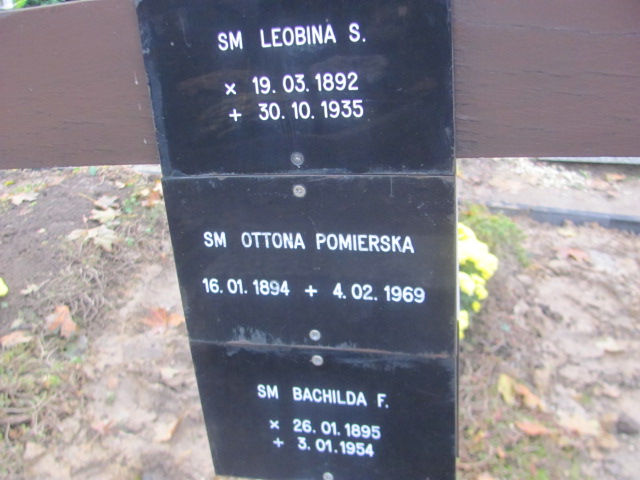 SM LEOBINA S.
× 19. 03. 1892
+ 30. 10. 1935
SM OTTONA POMIERSKA
16. 01. 1894 + 4. 02. 1969
SM BACHILDA F.
× 26. 01. 1895
+ 3. 01. 1954